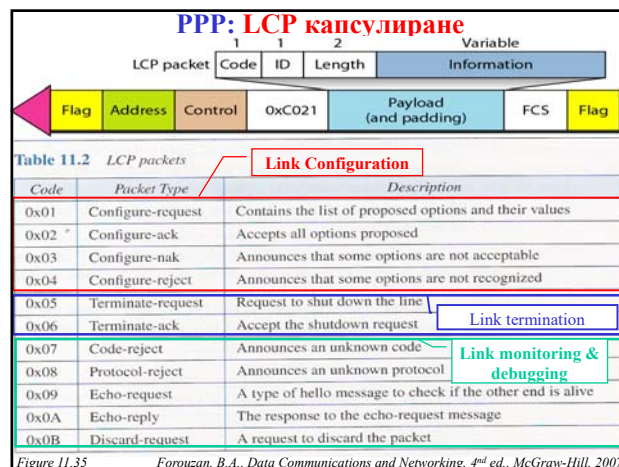 PPP: LCP капсулиране
1 1 2 Variable
LCP packet Code ID Length Information
Flag Address Control 0xC021 Payload (and padding) FCS Flag
Table 11.2 LCP packets
Link Configuration
Code Packet Type Description
0x01 Configure-request Contains the list of proposed options and their values
0x02 Configure-ack Accepts all options proposed
0x03 Configure-nak Announces that some options are not acceptable
0x04 Configure-reject Announces that some options are not recognized
0x05 Terminate-request Request to shut down the line
0x06 Terminate-ack Accept the shutdown request
Link termination
0x07 Code-reject Announces an unknown code
0x08 Protocol-reject Announces an unknown protocol
Link monitoring &
debugging
0x09 Echo-request A type of hello message to check if the other end is alive
0x0A Echo-reply The response to the echo-request message
0x0B Discard-request A request to discard the packet
Figure 11.35 Forouzan, B.A., Data Communications and Networking, 4nd ed., McGraw-Hill, 2007